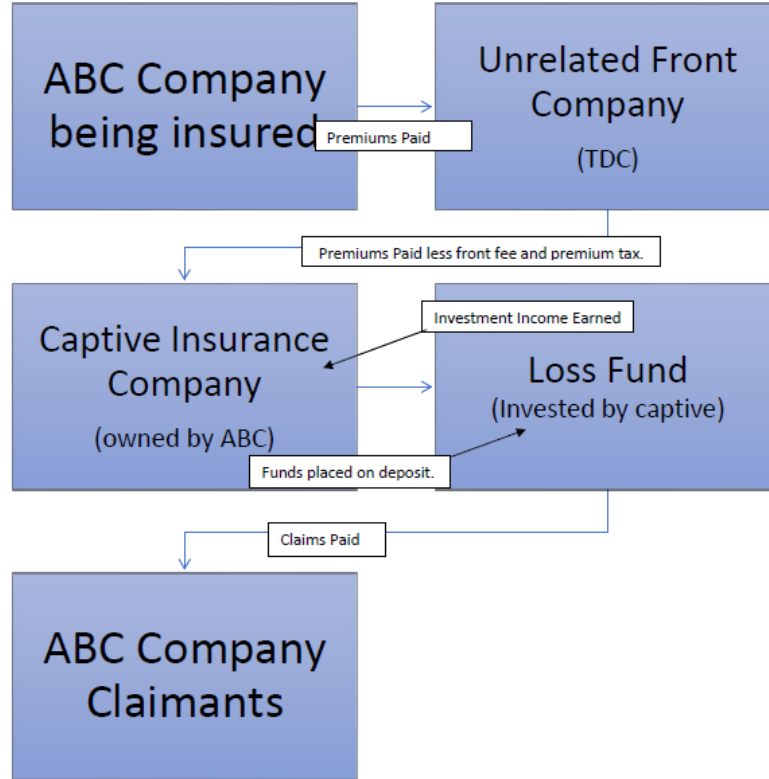 ABC Company
being insured
Unrelated Front
Company
(TDC)
Premiums Paid
Premiums Paid less front fee and premium tax.
Captive Insurance
Company
(owned by ABC)
Investment Income Earned
Loss Fund
(Invested by captive)
Funds placed on deposit.
Claims Paid
ABC Company
Claimants